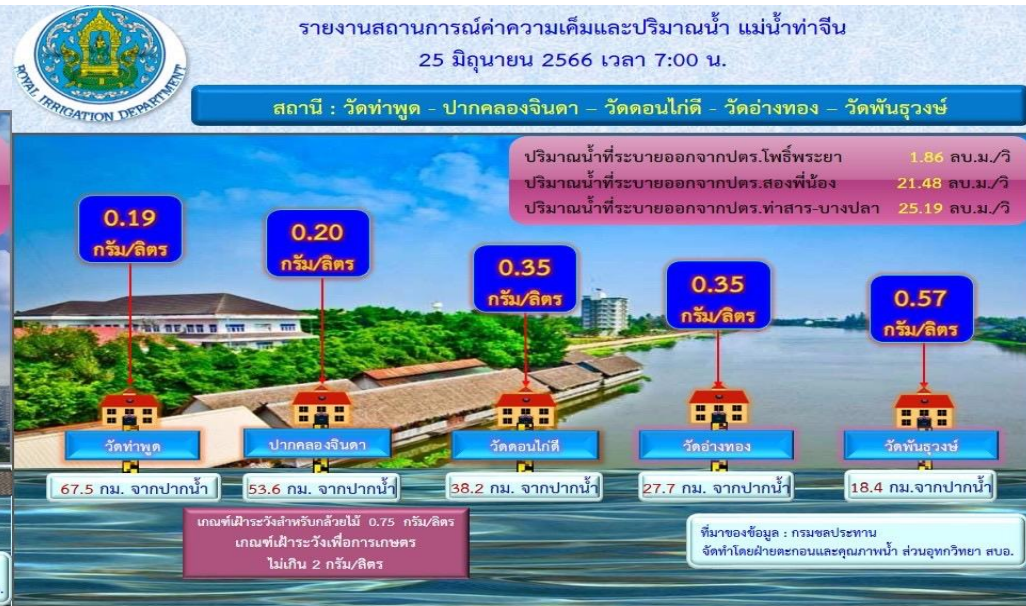 รายงานสถานการณ์ค่าความเค็มและปริมาณน้ำ แม่น้ำท่าจีน
25 มิถุนายน 2566 เวลา 7:00 น.
ROYAL IRRIGATION DEPARTMENT
สถานี : วัดท่าพูด - ปากคลองจินดา – วัดดอนไก่ดี - วัดอ่างทอง – วัดพันธุวงษ์
ปริมาณน้ำที่ระบายออกจากปตร.โพธิ์พระยา 1.86 ลบ.ม./วิ
ปริมาณน้ำที่ระบายออกจากปตร.สองพี่น้อง 21.48 ลบ.ม./วิ
ปริมาณน้ำที่ระบายออกจากปตร.ท่าสาร-บางปลา 25.19 ลบ.ม./วิ
0.19
กรัม/ลิตร
0.20
กรัม/ลิตร
0.35
กรัม/ลิตร
0.35
กรัม/ลิตร
0.57
กรัม/ลิตร
วัดท่าพูด
ปากคลองจินดา
วัดดอนไก่ดี
วัดอ่างทอง
วัดพันธุวงษ์
67.5 กม. จากปากน้ำ
53.6 กม. จากปากน้ำ
38.2 กม. จากปากน้ำ
27.7 กม. จากปากน้ำ
18.4 กม.จากปากน้ำ
เกณฑ์เฝ้าระวังสำหรับกล้วยไม้ 0.75 กรัม/ลิตร
เกณฑ์เฝ้าระวังเพื่อการเกษตร
ไม่เกิน 2 กรัม/ลิตร
ที่มาของข้อมูล : กรมชลประทาน
จัดทำโดยฝ่ายตะกอนและคุณภาพน้ำ ส่วนอุทกวิทยา สบอ.